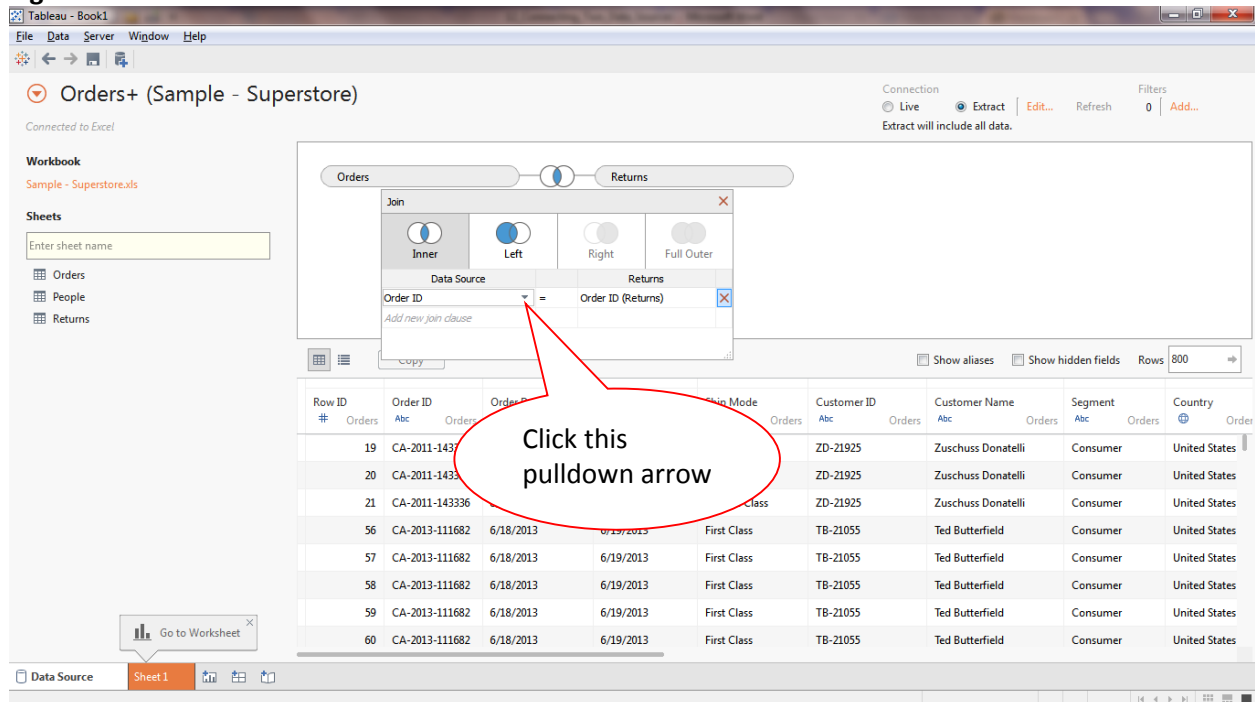 Tableau - Book1
File Data Server Window Help
Orders+ (Sample - Superstore)
Connected to Excel
Connection
Live Extract Edit... Refresh
Extract will include all data.
Filters
0 Add...
Workbook
Sample - Superstore.xls
Sheets
Enter sheet name
Orders
People
Returns
Orders Returns
Join
Inner Left Right Full Outer
Data Source Returns
Order ID = Order ID (Returns)
Add new join clause
Copy
Show aliases Show hidden fields Rows 800
Row ID Order ID Ship Mode Customer ID Customer Name Segment Country
# Orders Abc Orders Orders Abc Orders Abc Orders Abc Orders Orders
19 ZD-21925 Zuschuss Donatelli Consumer United States
20 ZD-21925 Zuschuss Donatelli Consumer United States
21 CA-2011-143336 Class ZD-21925 Zuschuss Donatelli Consumer United States
56 CA-2013-111682 6/18/2013 6/19/2013 First Class TB-21055 Ted Butterfield Consumer United States
57 CA-2013-111682 6/18/2013 6/19/2013 First Class TB-21055 Ted Butterfield Consumer United States
58 CA-2013-111682 6/18/2013 6/19/2013 First Class TB-21055 Ted Butterfield Consumer United States
59 CA-2013-111682 6/18/2013 6/19/2013 First Class TB-21055 Ted Butterfield Consumer United States
60 CA-2013-111682 6/18/2013 6/19/2013 First Class TB-21055 Ted Butterfield Consumer United States
Click this
pulldown arrow
Go to Worksheet
Data Source Sheet 1